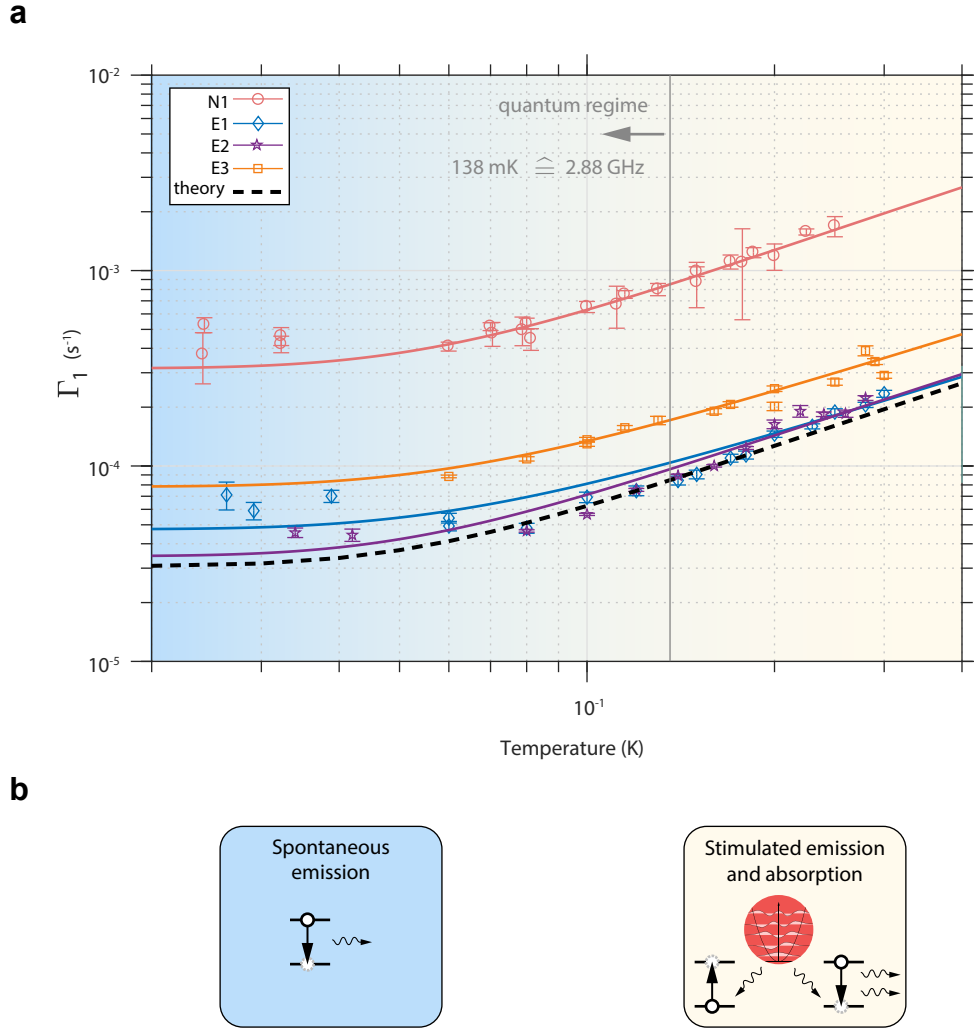 a
10⁻²
N1
E1
E2
E3
theory
quantum regime
138 mK ≙ 2.88 GHz
10⁻³
Γ₁ (s⁻¹)
10⁻⁴
10⁻⁵
10⁻¹
Temperature (K)
b
Spontaneous
emission
Stimulated emission
and absorption